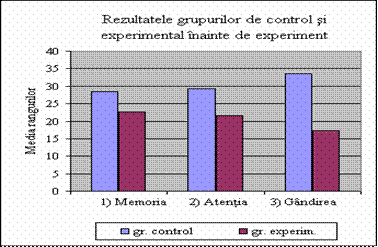 Rezultatele grupurilor de control şi
experimental înainte de experiment
Media rangurilor
40
35
30
25
20
15
10
5
0
1) Memoria 2) Atenţia 3) Gândirea
gr. control gr. experim.